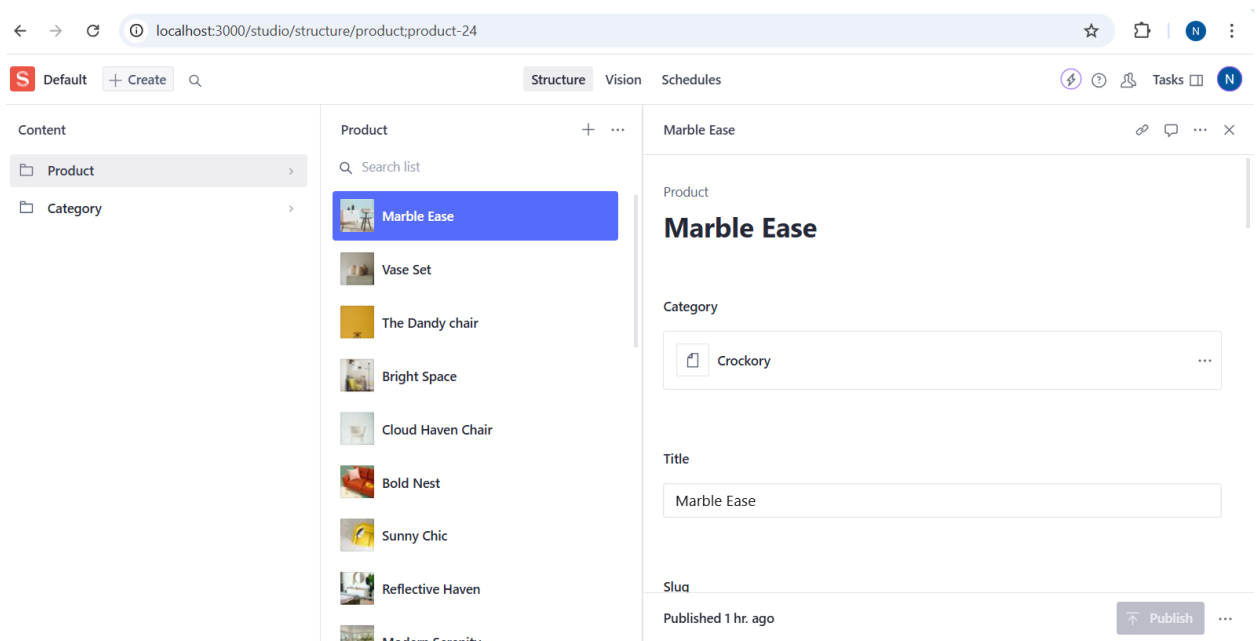 localhost:3000/studio/structure/product;product-24
N
S Default + Create Structure Vision Schedules Tasks N
Content
Product
Category
Product
Search list
Marble Ease
Vase Set
The Dandy chair
Bright Space
Cloud Haven Chair
Bold Nest
Sunny Chic
Reflective Haven
Modern Serenity
Marble Ease
Product
Marble Ease
Category
Crockory
Title
Marble Ease
Slug
Published 1 hr. ago
Publish